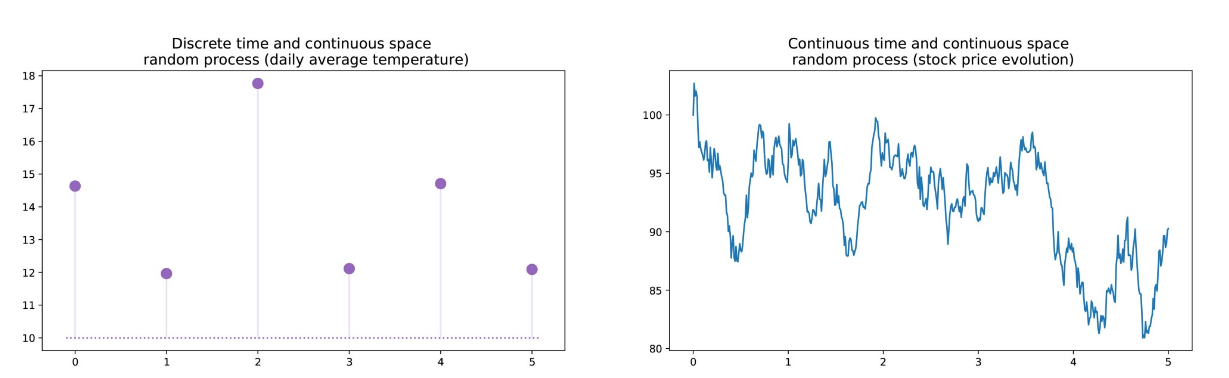 Discrete time and continuous space
random process (daily average temperature)
18
17
16
15
14
13
12
11
10
0 1 2 3 4 5
Continuous time and continuous space
random process (stock price evolution)
100
95
90
85
80
0 1 2 3 4 5